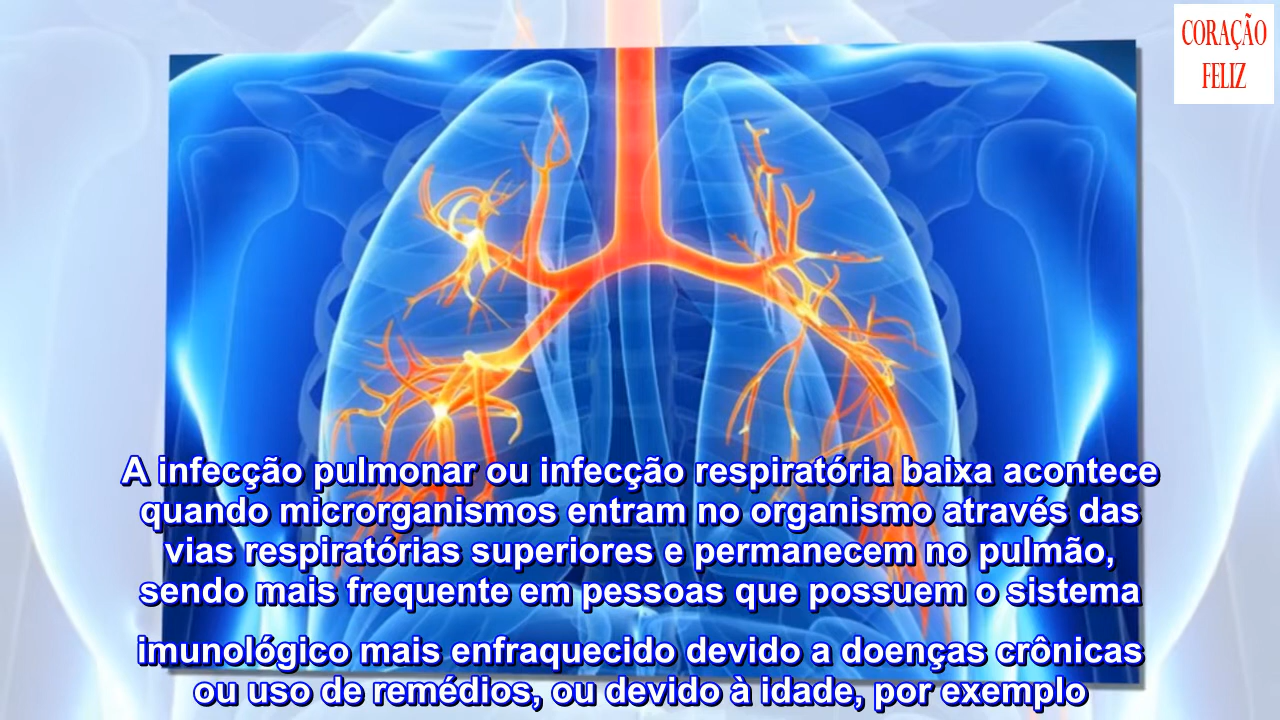 CORAÇÃO
FELIZ
A infecção pulmonar ou infecção respiratória baixa acontece
quando microrganismos entram no organismo através das
vias respiratórias superiores e permanecem no pulmão,
sendo mais frequente em pessoas que possuem o sistema
imunológico mais enfraquecido devido a doenças crônicas
ou uso de remédios, ou devido à idade, por exemplo